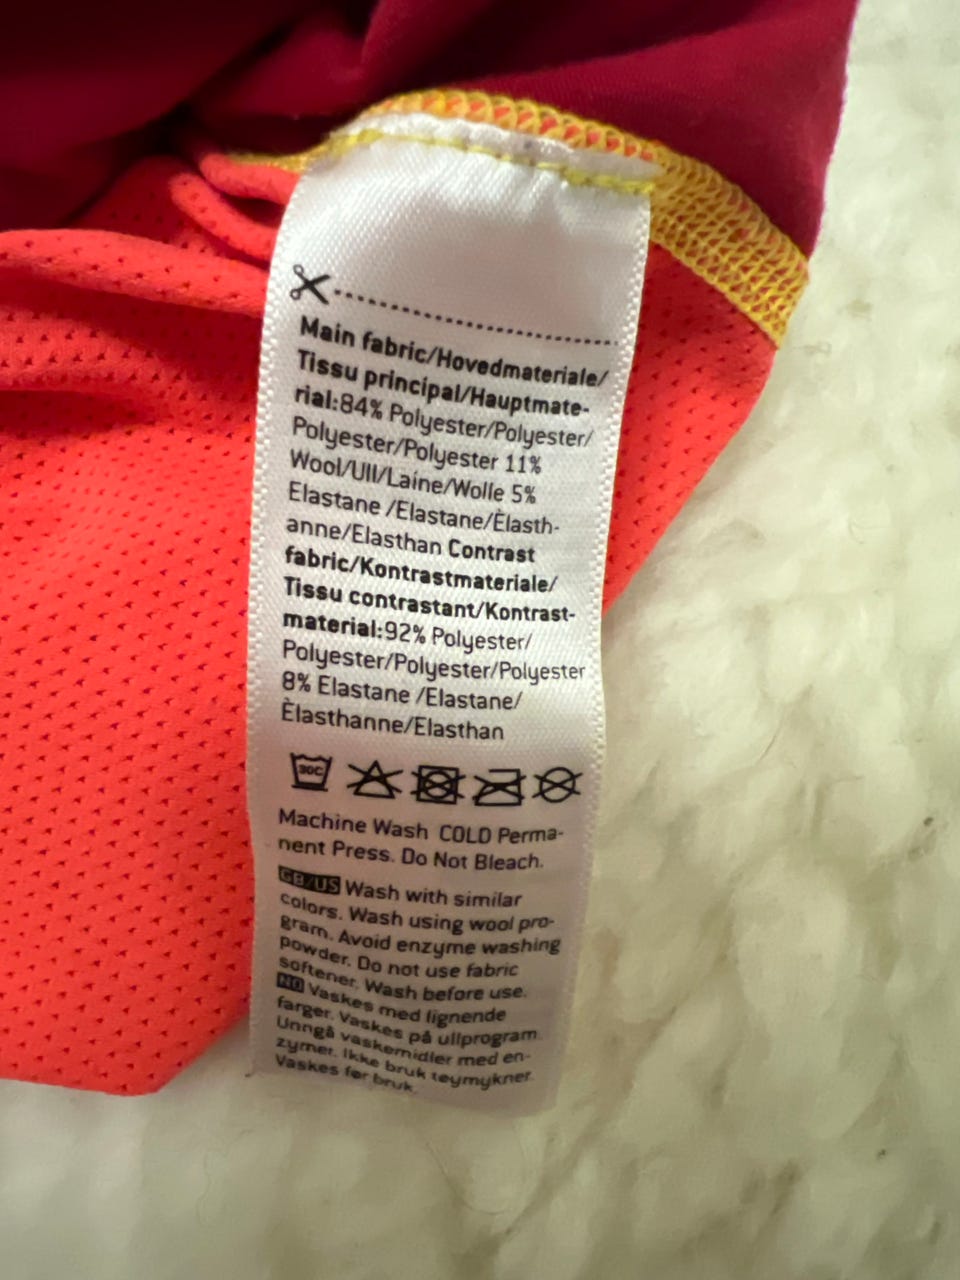 Main fabric/Hovedmateriale/
Tissu principal/Hauptmate-
rial:84% Polyester/Polyester/
Polyester/Polyester 11%
Wool/Ull/Laine/Wolle 5%
Elastane /Elastane/Èlasth-
anne/Elasthan Contrast
fabric/Kontrastmateriale/
Tissu contrastant/Kontrast-
material:92% Polyester/
Polyester/Polyester/Polyester
8% Elastane /Elastane/
Èlasthanne/Elasthan
30C
Machine Wash COLD Perma-
nent Press. Do Not Bleach.
GB/US Wash with similar
colors. Wash using wool pro-
gram. Avoid enzyme washing
powder. Do not use fabric
softener. Wash before use.
NO Vaskes med lignende
farger. Vaskes på ullprogram.
Unngå vaskemidler med en-
zymer. Ikke bruk tøymykner.
Vaskes før bruk.